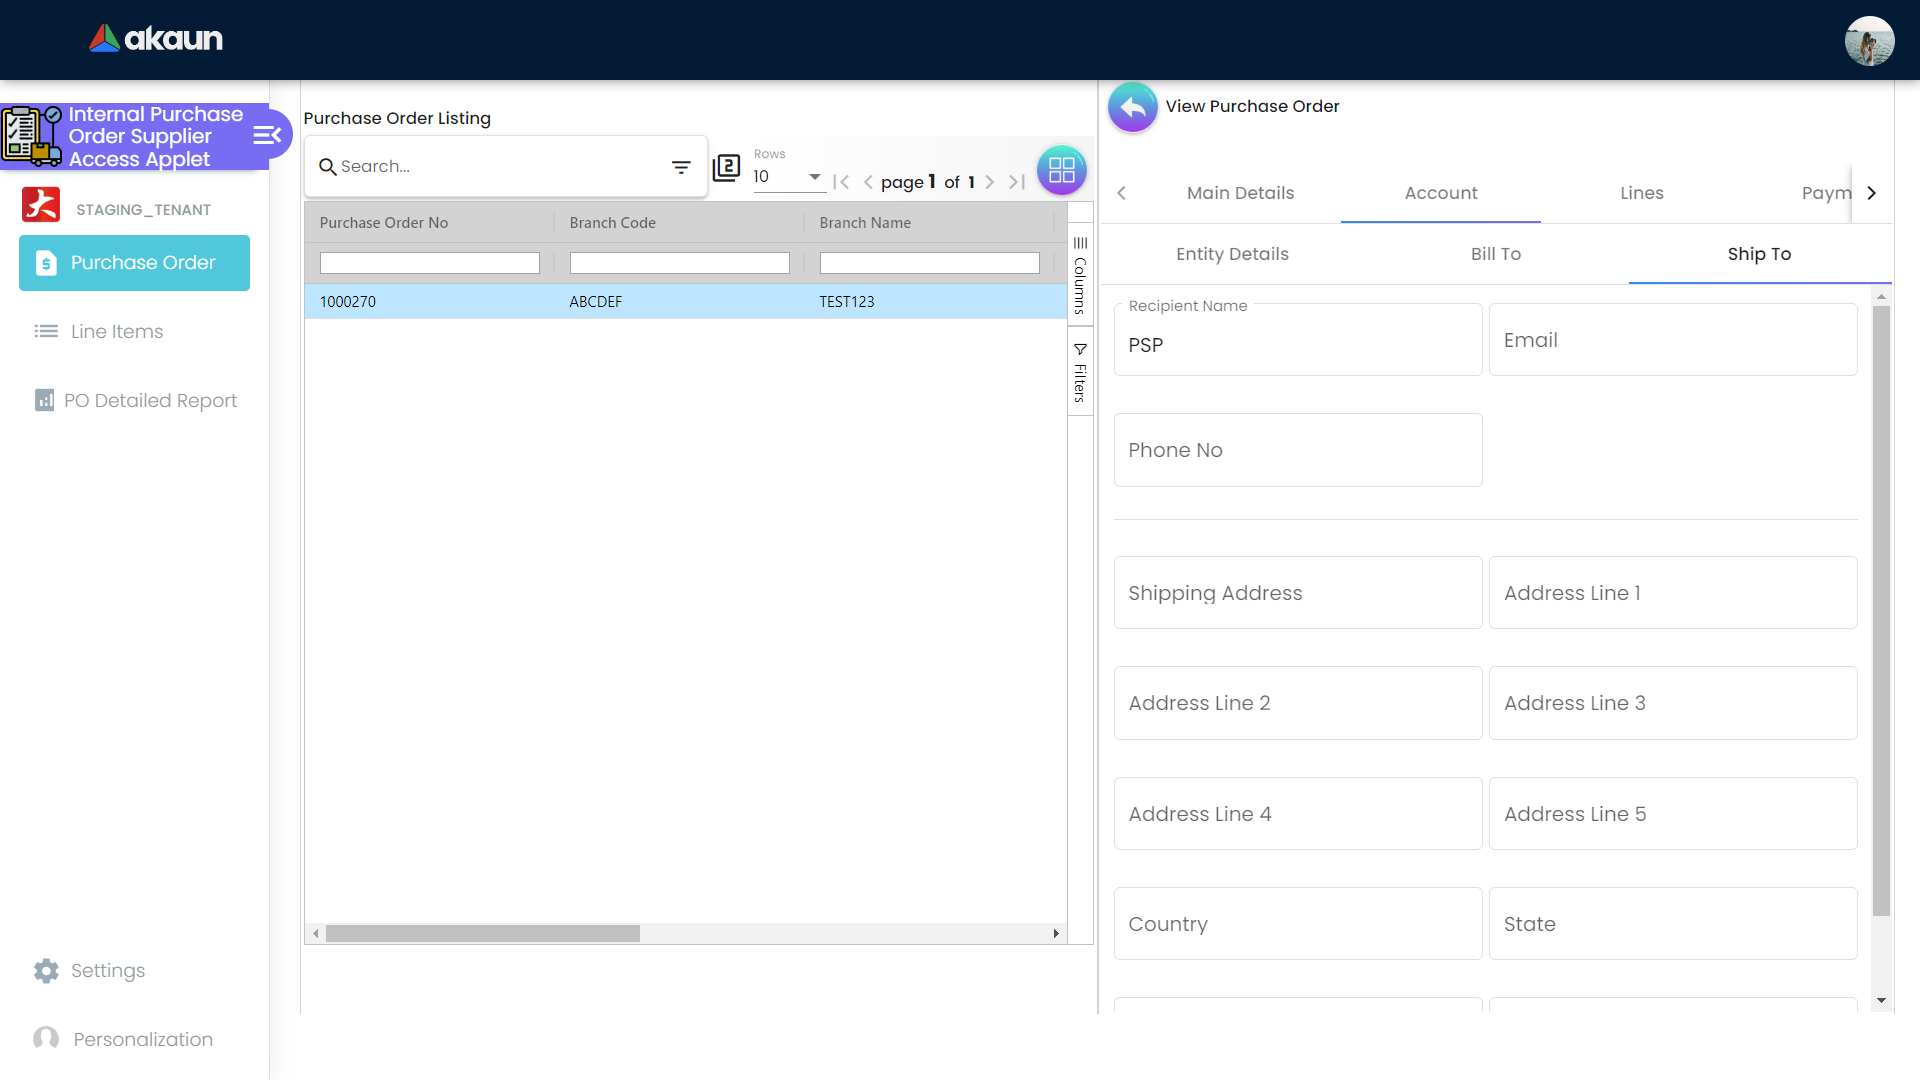 akaun
Internal Purchase
Order Supplier
Access Applet
STAGING_TENANT
Purchase Order
Line Items
PO Detailed Report
Settings
Personalization
Purchase Order Listing
Search...
2
Rows
10
page 1 of 1
Purchase Order No
Branch Code
Branch Name
1000270
ABCDEF
TEST123
Columns
Filters
View Purchase Order
Main Details
Account
Lines
Paym
Entity Details
Bill To
Ship To
Recipient Name
PSP
Email
Phone No
Shipping Address
Address Line 1
Address Line 2
Address Line 3
Address Line 4
Address Line 5
Country
State